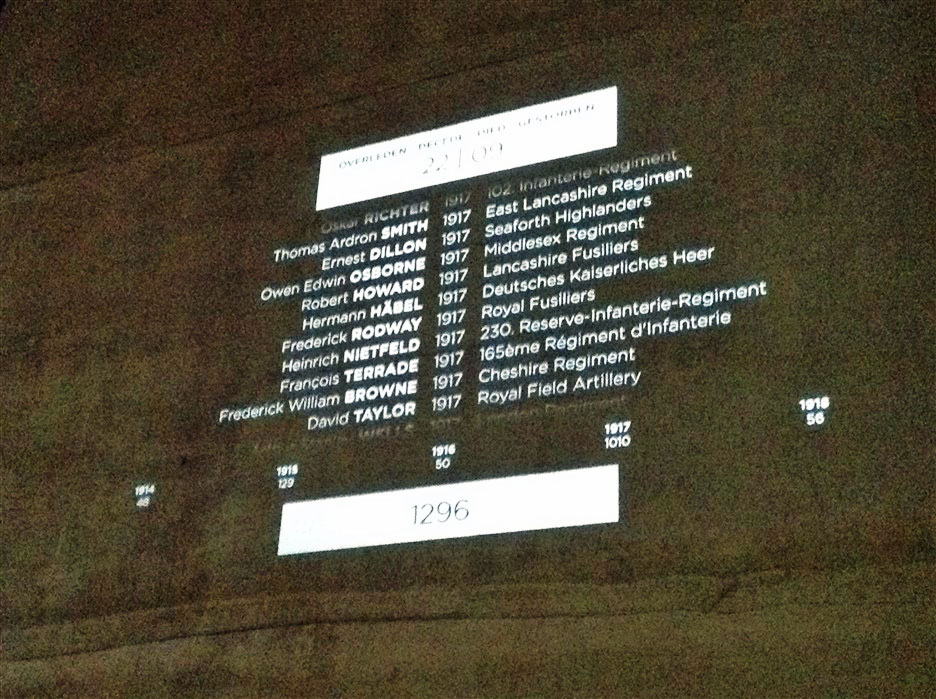 OVERLEDEN DÉCÉDÉ DIED GESTORBEN
22 | 09
Oskar RICHTER 1917 102. Infanterie-Regiment
Thomas Ardron SMITH 1917 East Lancashire Regiment
Ernest DILLON 1917 Seaforth Highlanders
Owen Edwin OSBORNE 1917 Middlesex Regiment
Robert HOWARD 1917 Lancashire Fusiliers
Hermann HÄBEL 1917 Deutsches Kaiserliches Heer
Frederick RODWAY 1917 Royal Fusiliers
Heinrich NIETFELD 1917 230. Reserve-Infanterie-Regiment
François TERRADE 1917 165ème Régiment d'Infanterie
Frederick William BROWNE 1917 Cheshire Regiment
David TAYLOR 1917 Royal Field Artillery
WELLS
1914 1915 1916 1917 1918
129 50 1010 56
1296